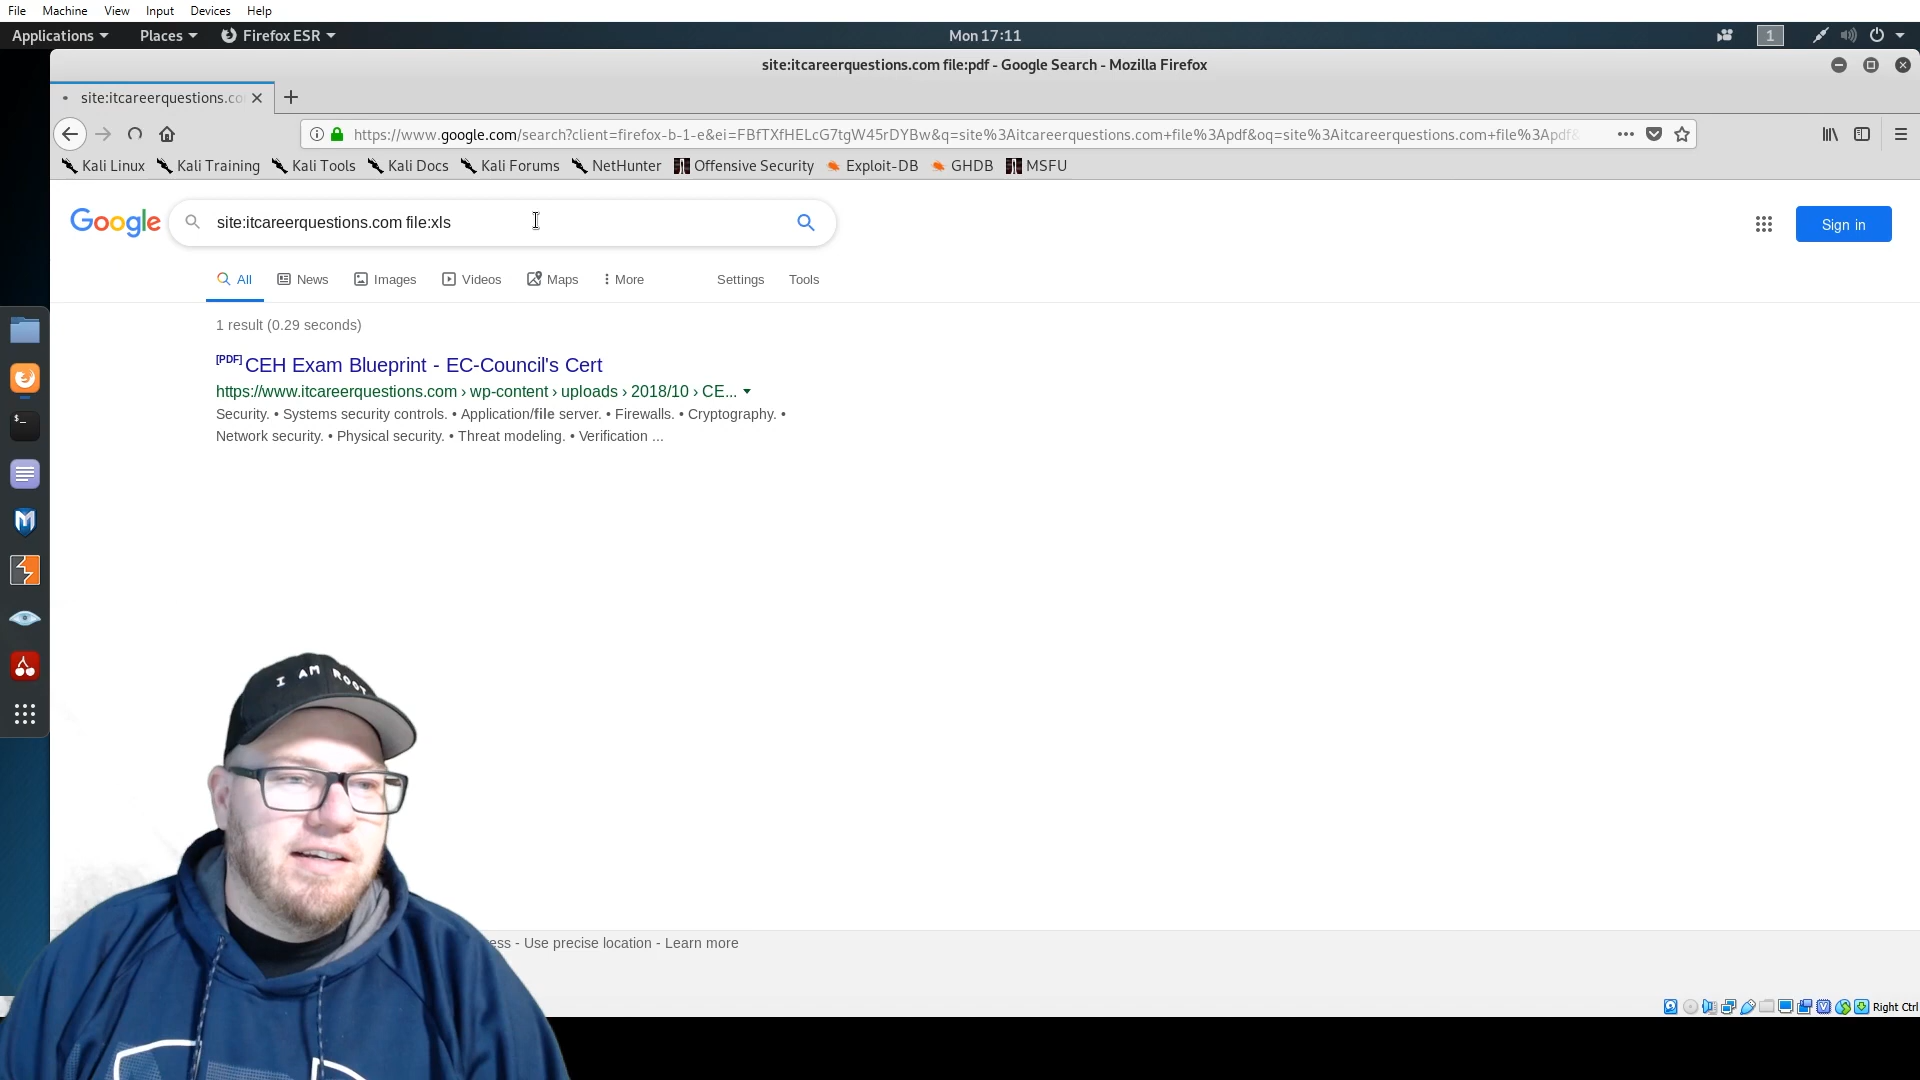 File Machine View Input Devices Help
Applications Places Firefox ESR Mon 17:11 1
site:itcareerquestions.com file:pdf - Google Search - Mozilla Firefox
site:itcareerquestions.co
https://www.google.com/search?client=firefox-b-1-e&ei=FBfTXfHELcG7tgW45rDYBw&q=site%3Aitcareerquestions.com+file%3Apdf&oq=site%3Aitcareerquestions.com+file%3Apdf&
Kali Linux Kali Training Kali Tools Kali Docs Kali Forums NetHunter Offensive Security Exploit-DB GHDB MSFU
Google site:itcareerquestions.com file:xls Sign in
All News Images Videos Maps More Settings Tools
1 result (0.29 seconds)
[PDF] CEH Exam Blueprint - EC-Council's Cert
https://www.itcareerquestions.com › wp-content › uploads › 2018/10 › CE...
Security. • Systems security controls. • Application/file server. • Firewalls. • Cryptography. •
Network security. • Physical security. • Threat modeling. • Verification ...
$_
I AM ROOT
ess - Use precise location - Learn more
Right Ctrl